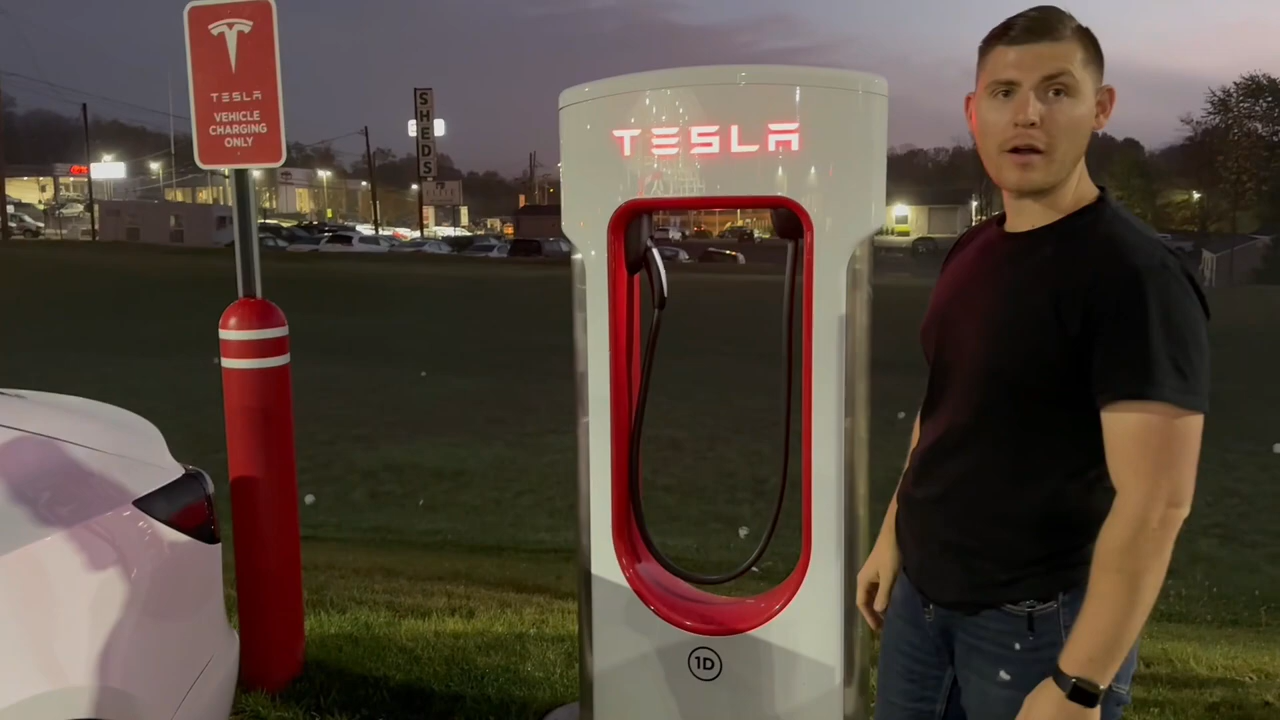 TESLA
VEHICLE
CHARGING
ONLY
SHEDS
TESLA
1D